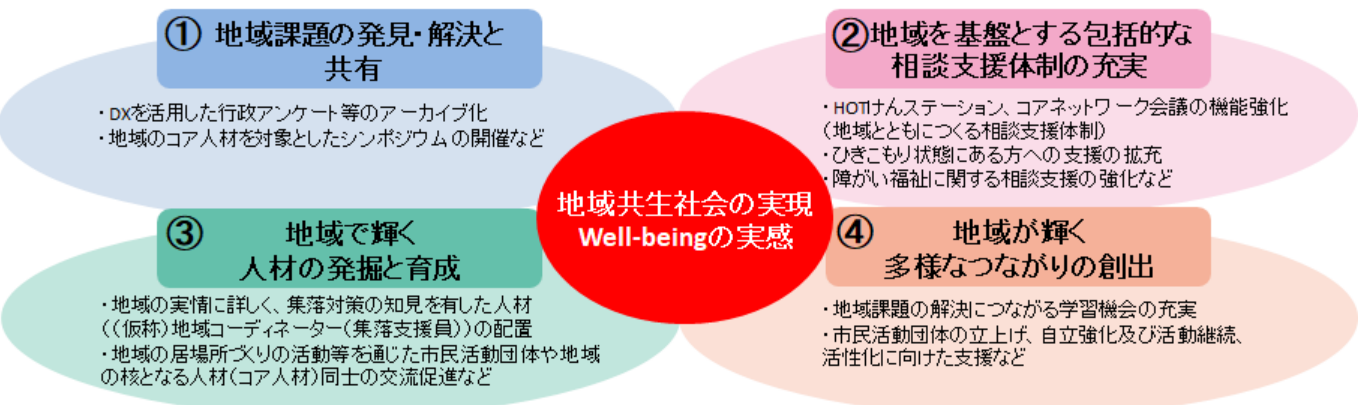 ① 地域課題の発見・解決と
共有
・DXを活用した行政アンケート等のアーカイブ化
・地域のコア人材を対象としたシンポジウムの開催など
②地域を基盤とする包括的な
相談支援体制の充実
・HOTけんステーション、コアネットワーク会議の機能強化
（地域とともにつくる相談支援体制）
・ひきこもり状態にある方への支援の拡充
・障がい福祉に関する相談支援の強化など
地域共生社会の実現
Well-beingの実感
③ 地域で輝く
人材の発掘と育成
・地域の実情に詳しく、集落対策の知見を有した人材
（（仮称）地域コーディネーター（集落支援員））の配置
・地域の居場所づくりの活動等を通じた市民活動団体や地域
の核となる人材（コア人材）同士の交流促進など
④ 地域が輝く
多様なつながりの創出
・地域課題の解決につながる学習機会の充実
・市民活動団体の立上げ、自立強化及び活動継続、
活性化に向けた支援など